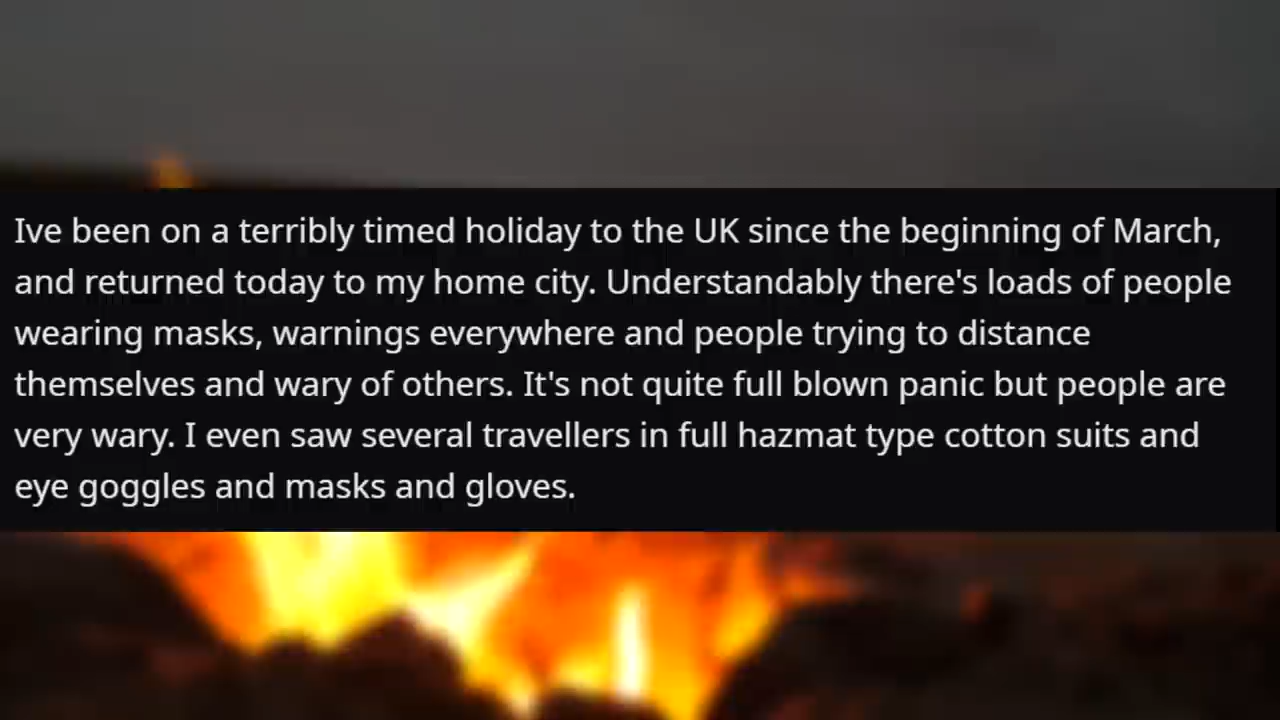 Ive been on a terribly timed holiday to the UK since the beginning of March,
and returned today to my home city. Understandably there's loads of people
wearing masks, warnings everywhere and people trying to distance
themselves and wary of others. It's not quite full blown panic but people are
very wary. I even saw several travellers in full hazmat type cotton suits and
eye goggles and masks and gloves.